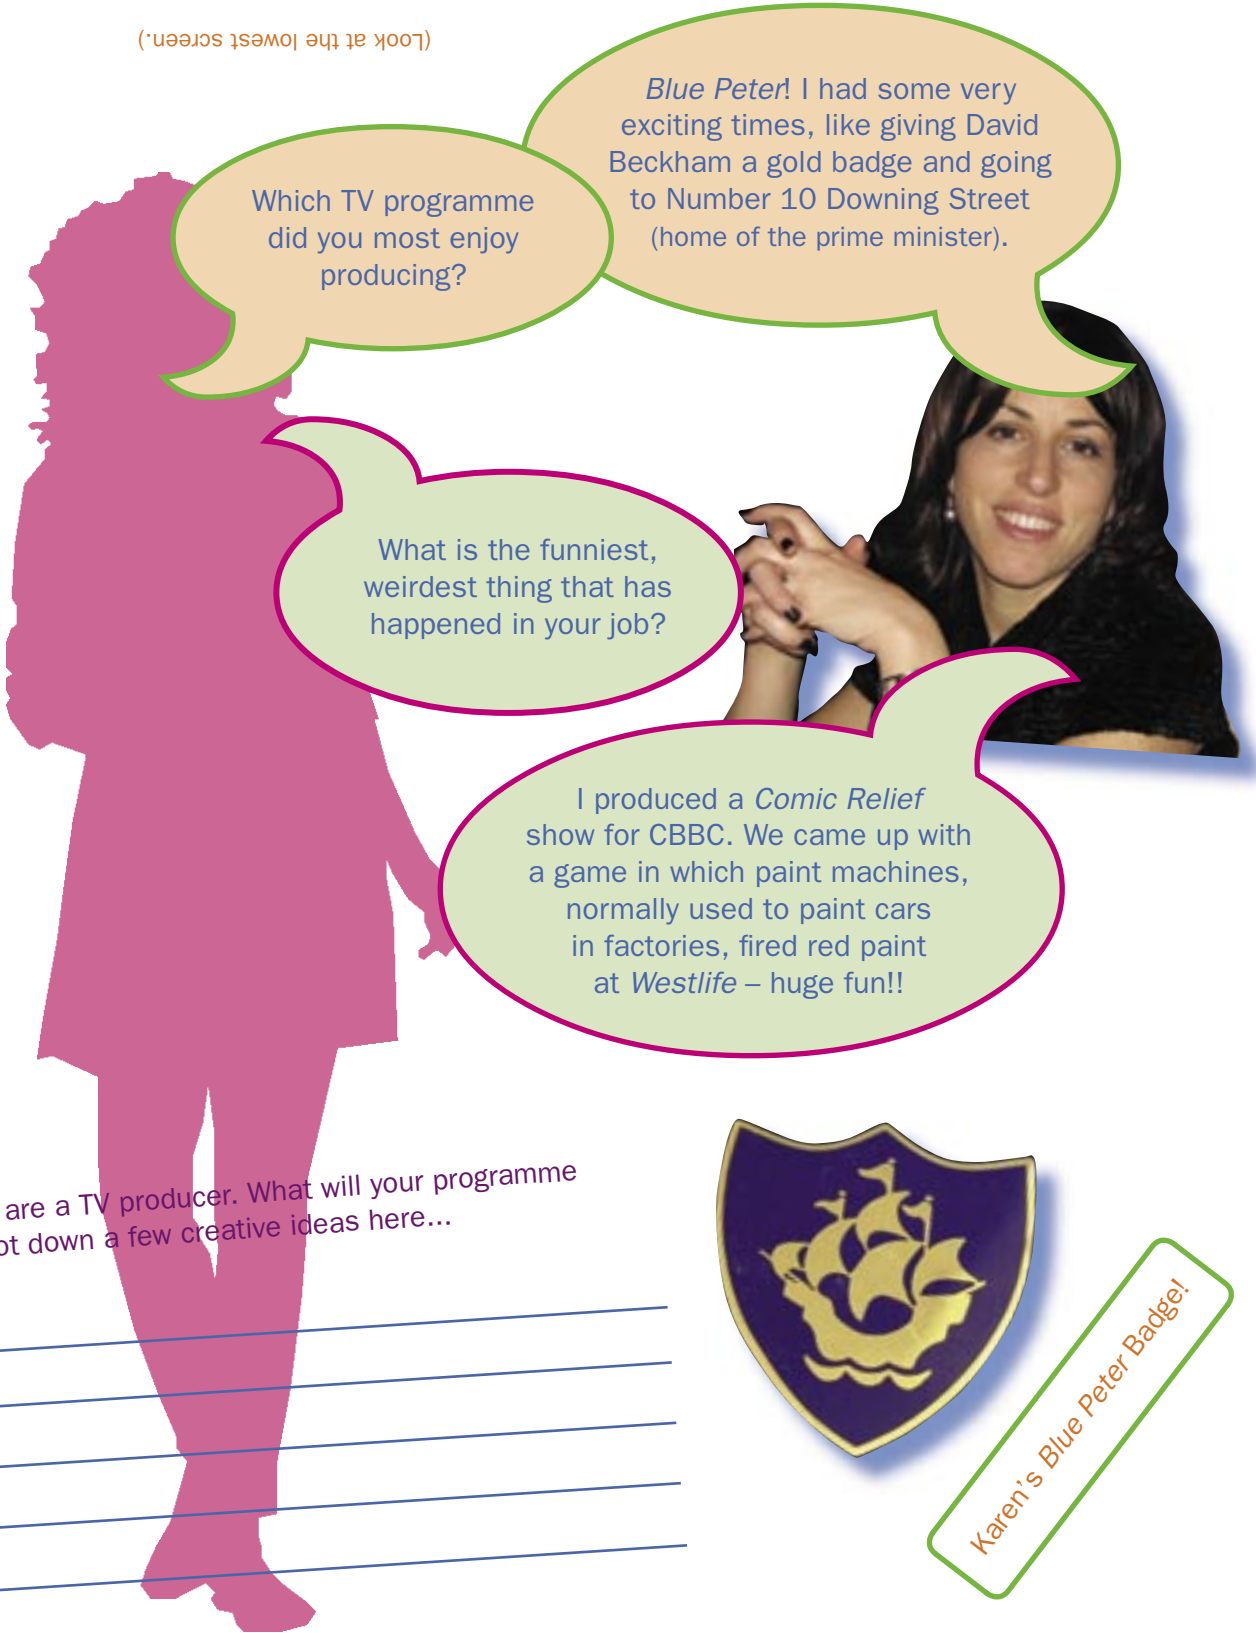 (Look at the lowest screen.)
Which TV programme
did you most enjoy
producing?
Blue Peter! I had some very
exciting times, like giving David
Beckham a gold badge and going
to Number 10 Downing Street
(home of the prime minister).
What is the funniest,
weirdest thing that has
happened in your job?
I produced a Comic Relief
show for CBBC. We came up with
a game in which paint machines,
normally used to paint cars
in factories, fired red paint
at Westlife – huge fun!!
are a TV producer. What will your programme
ot down a few creative ideas here...
Karen's Blue Peter Badge!